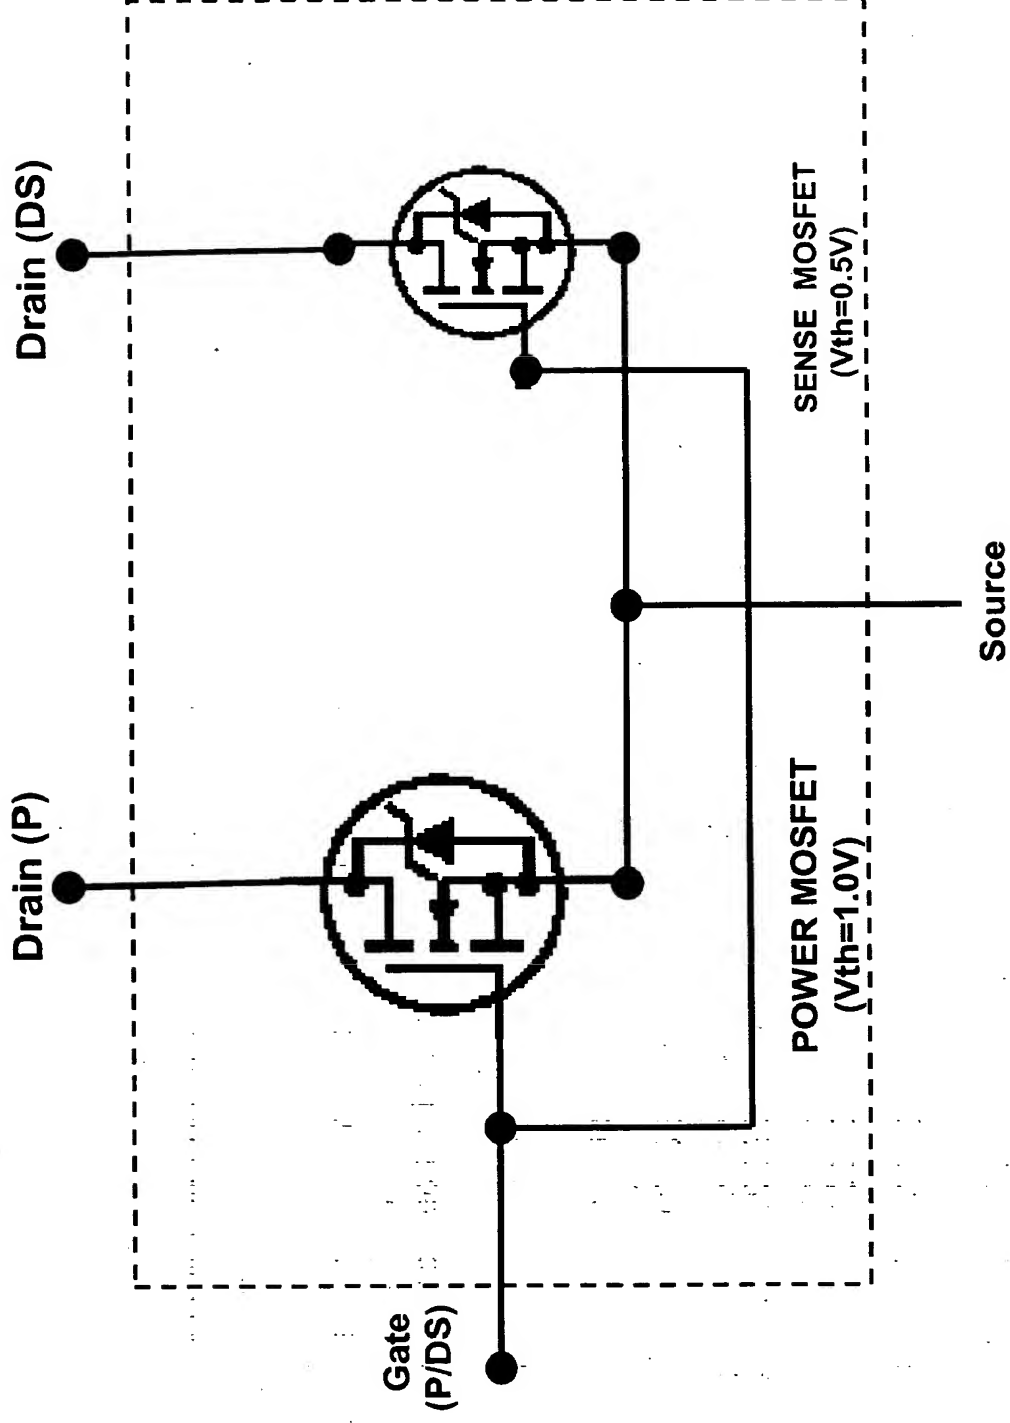 Drain (P)
Drain (DS)
Gate
(P/DS)
POWER MOSFET
(Vth=1.0V)
SENSE MOSFET
(Vth=0.5V)
Source